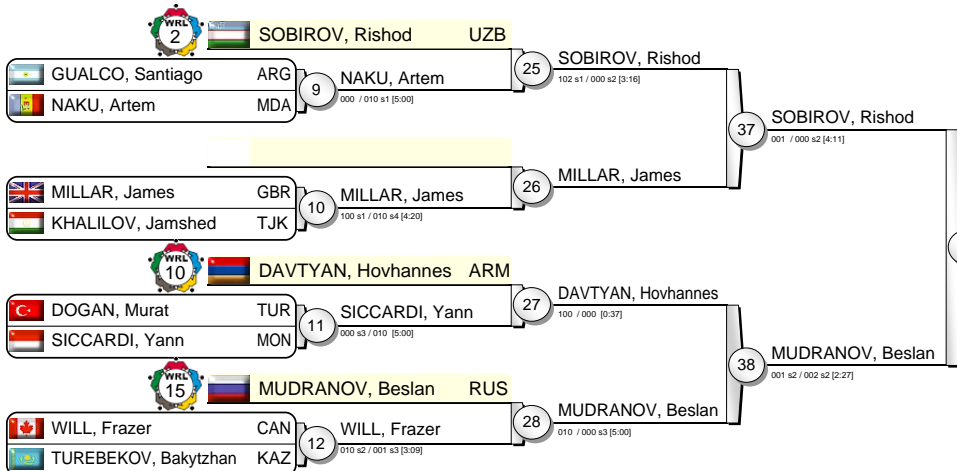 WRL
2
SOBIROV, Rishod UZB
GUALCO, Santiago ARG
NAKU, Artem MDA
9
NAKU, Artem
000 / 010 s1 [5:00]
25
SOBIROV, Rishod
102 s1 / 000 s2 [3:16]
MILLAR, James GBR
KHALILOV, Jamshed TJK
10
MILLAR, James
100 s1 / 010 s4 [4:20]
26
MILLAR, James
37
SOBIROV, Rishod
001 / 000 s2 [4:11]
WRL
10
DAVTYAN, Hovhannes ARM
DOGAN, Murat TUR
SICCARDI, Yann MON
11
SICCARDI, Yann
000 s3 / 010 [5:00]
27
DAVTYAN, Hovhannes
100 / 000 [0:37]
WRL
15
MUDRANOV, Beslan RUS
WILL, Frazer CAN
TUREBEKOV, Bakytzhan KAZ
12
WILL, Frazer
010 s2 / 001 s3 [3:09]
28
MUDRANOV, Beslan
010 / 000 s3 [5:00]
38
MUDRANOV, Beslan
001 s2 / 002 s2 [2:27]